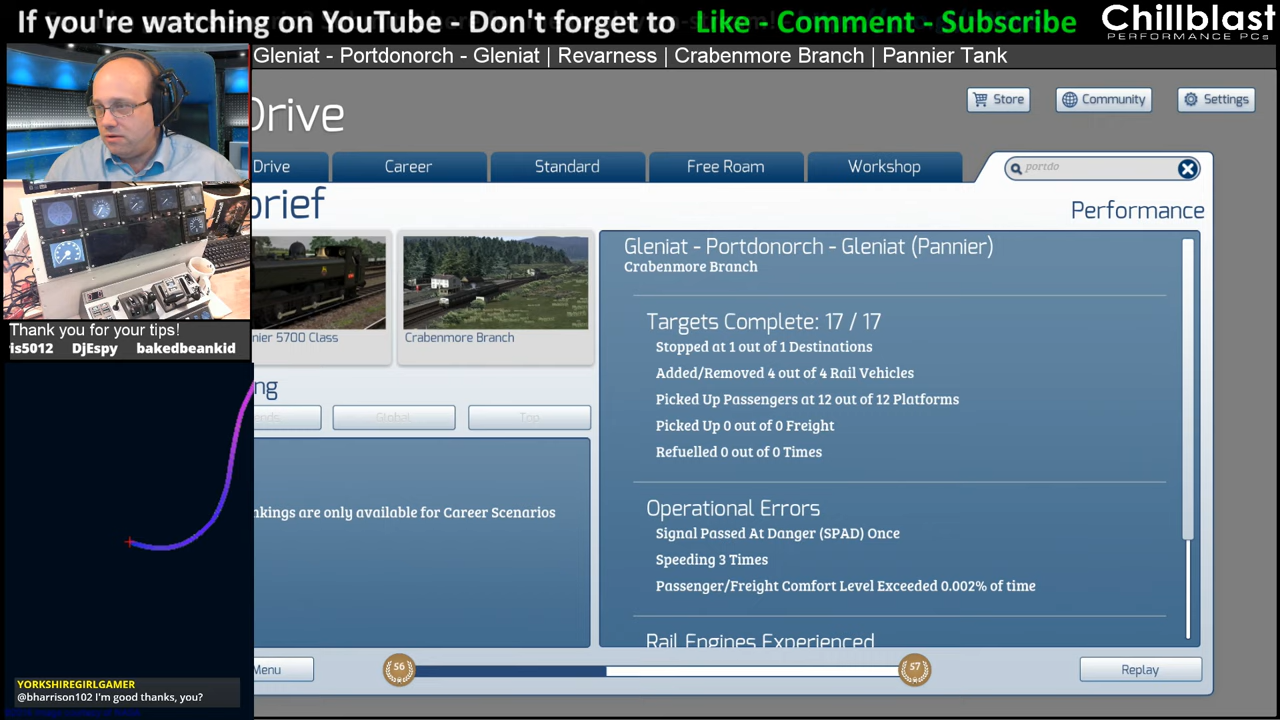 If you're watching on YouTube - Don't forget to Like - Comment - Subscribe
Chillblast
PERFORMANCE PCs
Gleniat - Portdonorch - Gleniat | Revarness | Crabenmore Branch | Pannier Tank
Drive
Store
Community
Settings
Drive
Career
Standard
Free Roam
Workshop
portdo
brief
Performance
nier 5700 Class
Crabenmore Branch
Gleniat - Portdonorch - Gleniat (Pannier)
Crabenmore Branch
Targets Complete: 17 / 17
Stopped at 1 out of 1 Destinations
Added/Removed 4 out of 4 Rail Vehicles
Picked Up Passengers at 12 out of 12 Platforms
Picked Up 0 out of 0 Freight
Refuelled 0 out of 0 Times
Operational Errors
Signal Passed At Danger (SPAD) Once
Speeding 3 Times
Passenger/Freight Comfort Level Exceeded 0.002% of time
Rail Engines Experienced
Thank you for your tips!
ris5012 DjEspy bakedbeankid
ng
Global
Top
nkings are only available for Career Scenarios
Menu
56
57
Replay
YORKSHIREGIRLGAMER
@bharrison102 I'm good thanks, you?